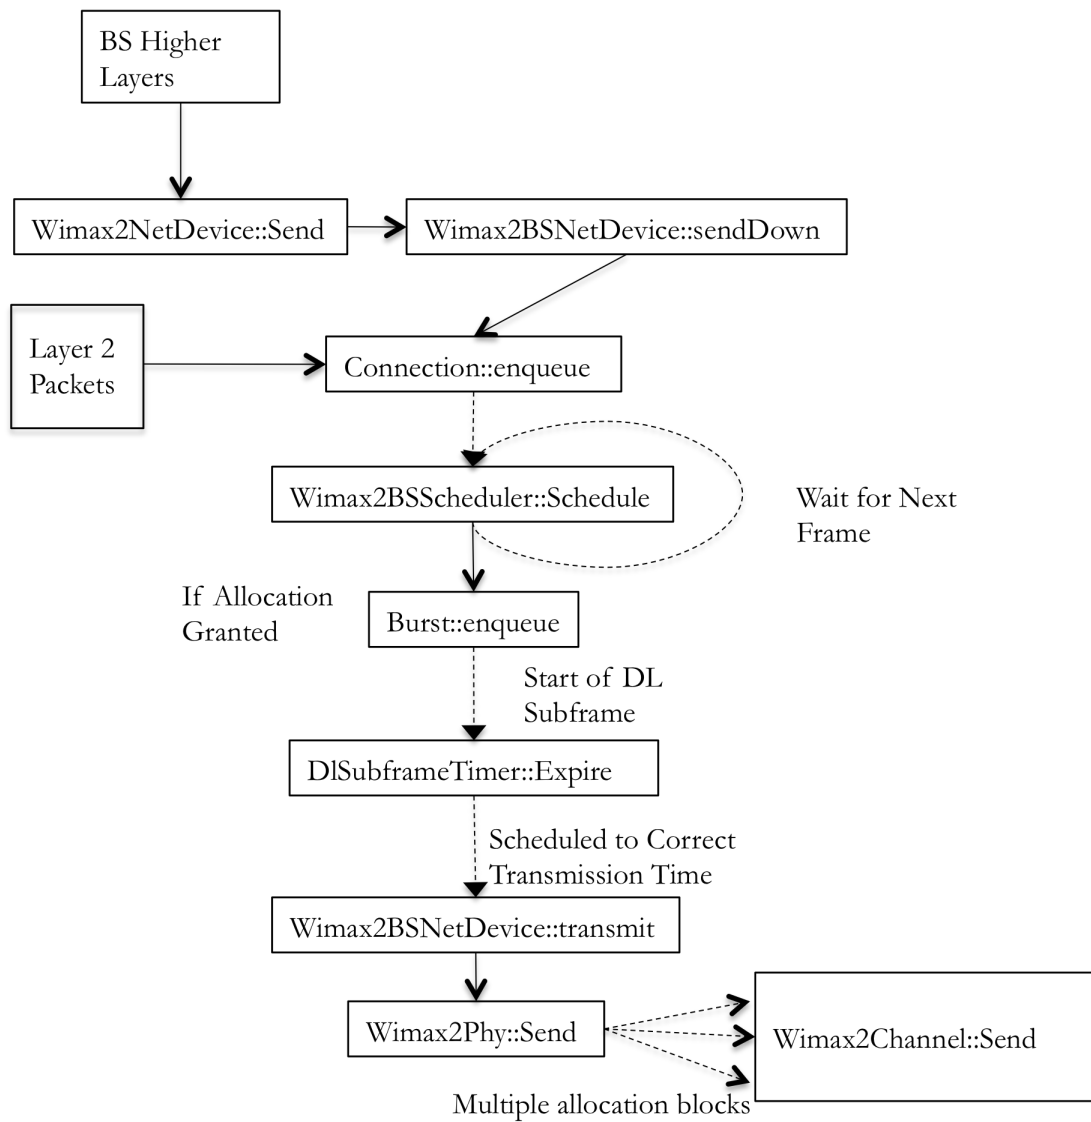 BS Higher
Layers
Wimax2NetDevice::Send
Wimax2BSNetDevice::sendDown
Layer 2
Packets
Connection::enqueue
Wimax2BSScheduler::Schedule
Wait for Next
Frame
If Allocation
Granted
Burst::enqueue
Start of DL
Subframe
DlSubframeTimer::Expire
Scheduled to Correct
Transmission Time
Wimax2BSNetDevice::transmit
Wimax2Phy::Send
Wimax2Channel::Send
Multiple allocation blocks